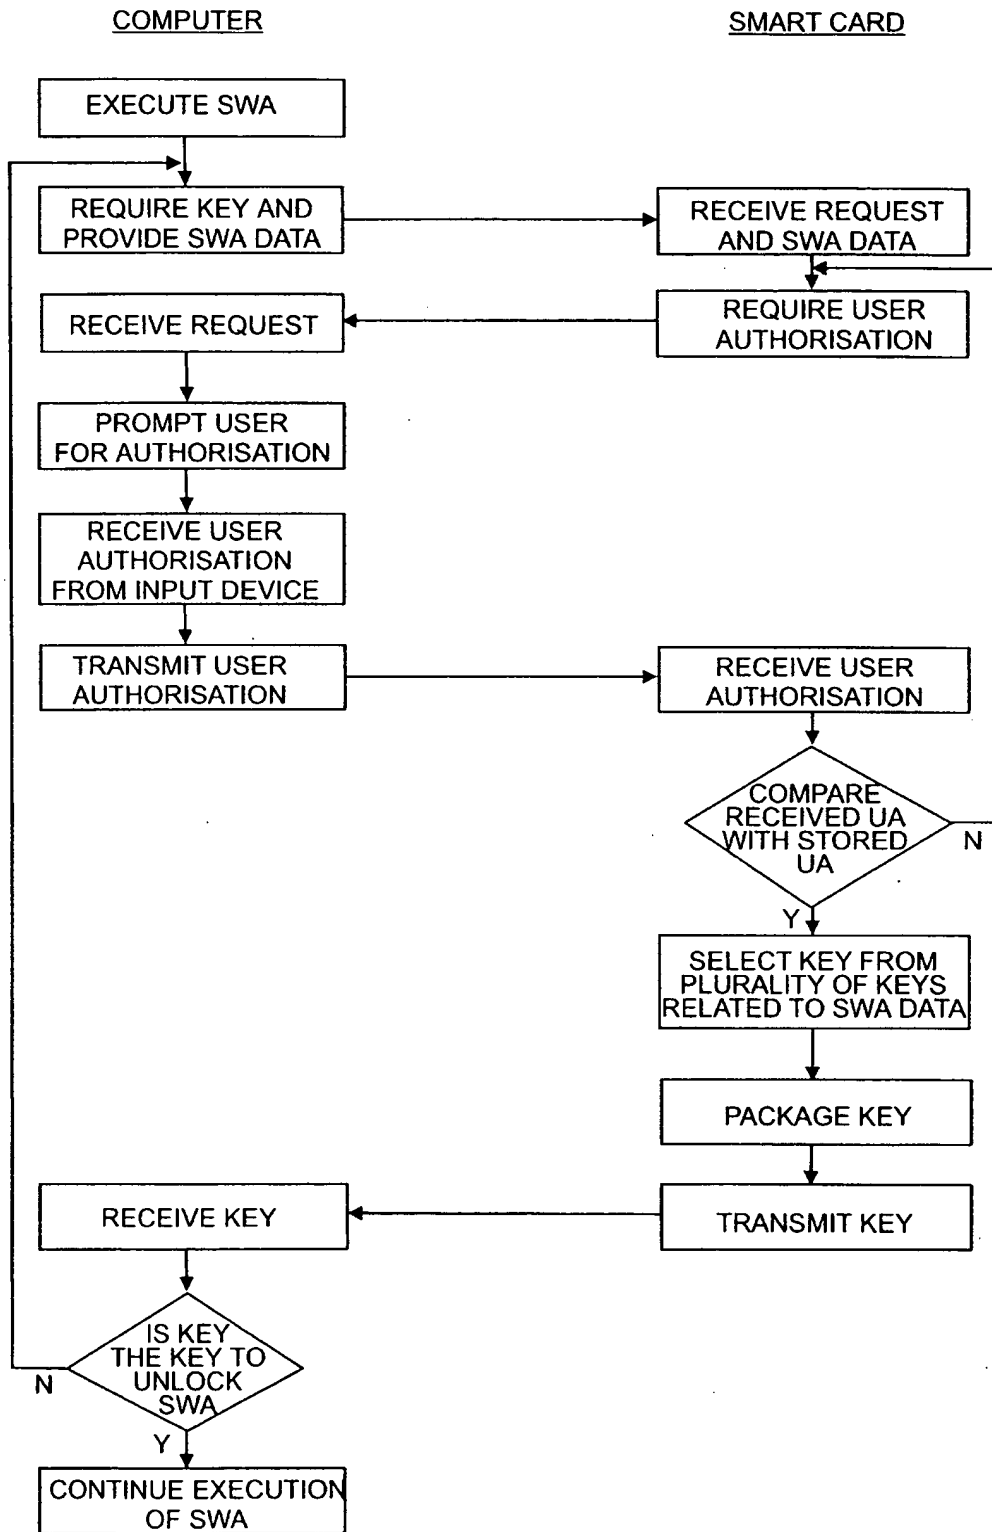 COMPUTER
SMART CARD
EXECUTE SWA
REQUIRE KEY AND
PROVIDE SWA DATA
RECEIVE REQUEST
AND SWA DATA
RECEIVE REQUEST
REQUIRE USER
AUTHORISATION
PROMPT USER
FOR AUTHORISATION
RECEIVE USER
AUTHORISATION
FROM INPUT DEVICE
TRANSMIT USER
AUTHORISATION
RECEIVE USER
AUTHORISATION
COMPARE
RECEIVED UA
WITH STORED
UA
N
Y
SELECT KEY FROM
PLURALITY OF KEYS
RELATED TO SWA DATA
PACKAGE KEY
RECEIVE KEY
TRANSMIT KEY
IS KEY
THE KEY TO
UNLOCK
SWA
N
Y
CONTINUE EXECUTION
OF SWA